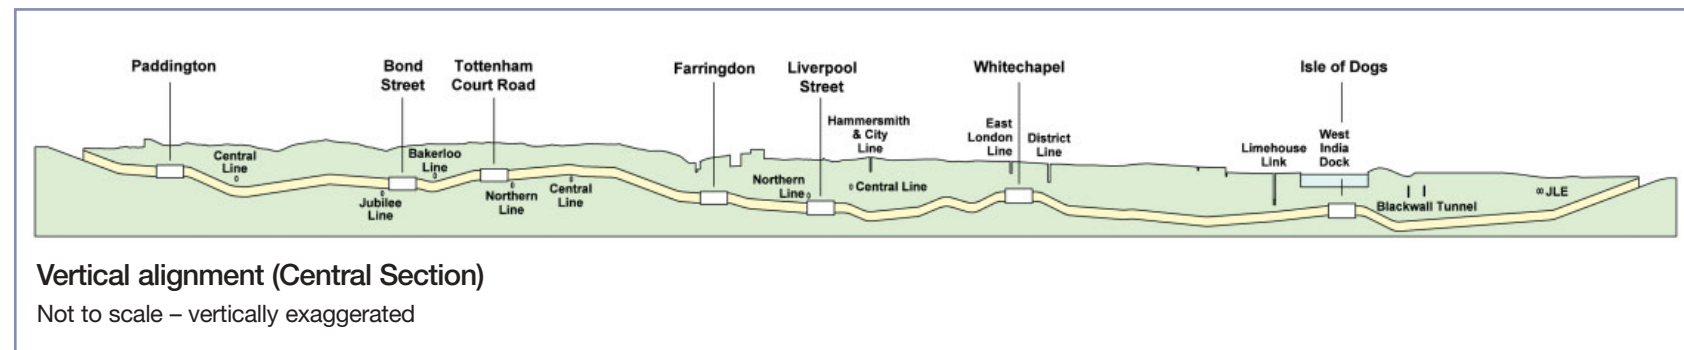 Paddington
Bond
Street
Tottenham
Court Road
Farringdon
Liverpool
Street
Whitechapel
Isle of Dogs
Central
Line
Jubilee
Line
Bakerloo
Line
Northern
Line
Central
Line
Northern
Line
Hammersmith
& City
Line
Central Line
East
London
Line
District
Line
Limehouse
Link
West
India
Dock
Blackwall Tunnel
JLE
Vertical alignment (Central Section)
Not to scale – vertically exaggerated